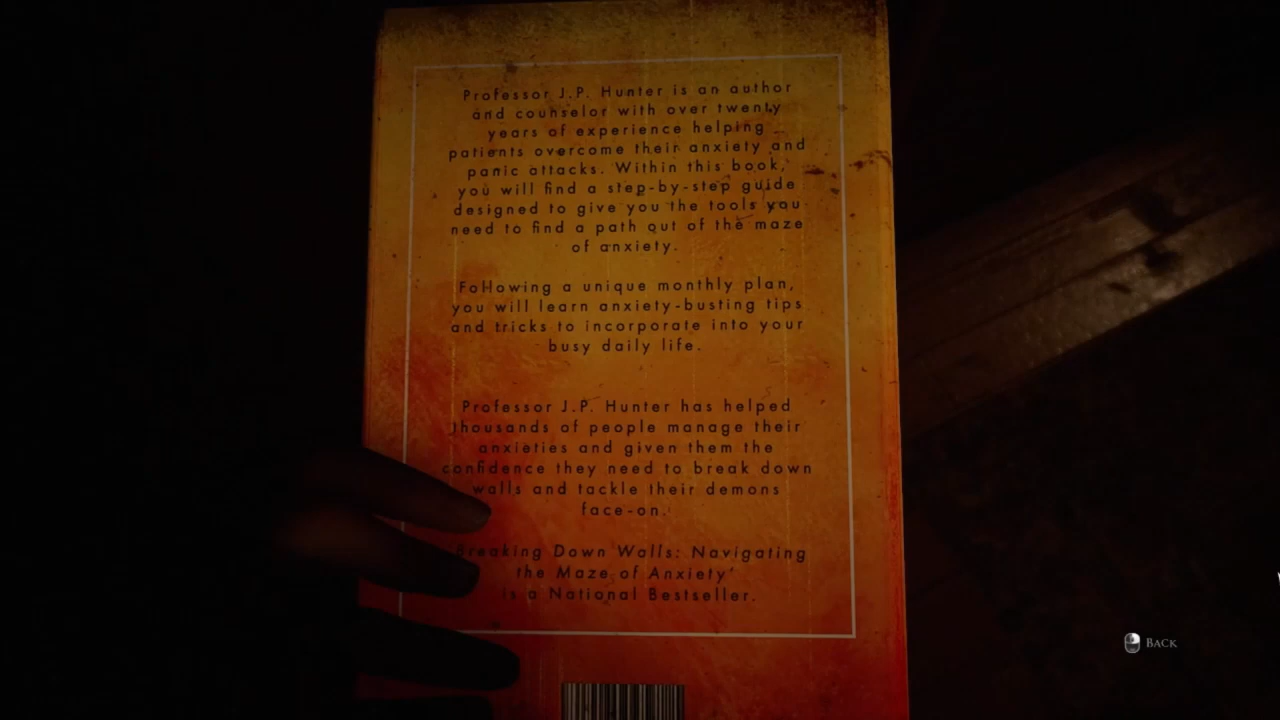 Professor J.P. Hunter is an author
and counselor with over twenty
years of experience helping
patients overcome their anxiety and
panic attacks. Within this book,
you will find a step-by-step guide
designed to give you the tools you
need to find a path out of the maze
of anxiety.
Following a unique monthly plan,
you will learn anxiety-busting tips
and tricks to incorporate into your
busy daily life.
Professor J.P. Hunter has helped
thousands of people manage their
anxieties and given them the
confidence they need to break down
walls and tackle their demons
face-on.
'Breaking Down Walls: Navigating
the Maze of Anxiety'
is a National Bestseller.
Back